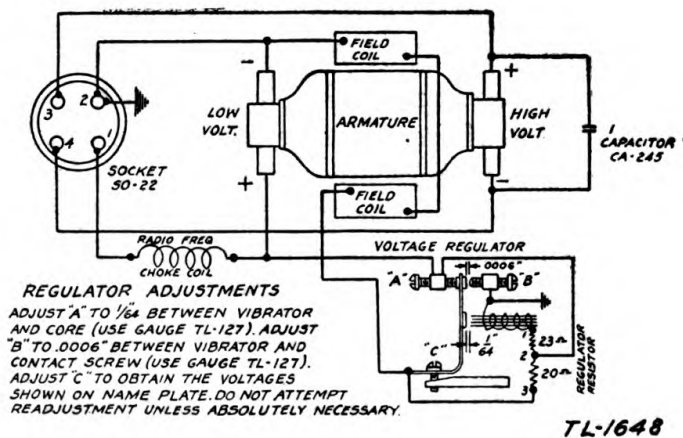 FIELD
COIL
3
2
4
1
SOCKET
SO-22
-
LOW
VOLT.
+
ARMATURE
+
HIGH
VOLT.
-
1
CAPACITOR
CA-245
FIELD
COIL
RADIO FREQ
CHOKE COIL
VOLTAGE REGULATOR
.0006"
"A"
"B"
"C"
1/64"
1
23Ω
2
20Ω
3
REGULATOR
RESISTOR
REGULATOR ADJUSTMENTS
ADJUST "A" TO 1/64 BETWEEN VIBRATOR
AND CORE (USE GAUGE TL-127). ADJUST
"B" TO .0006" BETWEEN VIBRATOR AND
CONTACT SCREW (USE GAUGE TL-127).
ADJUST "C" TO OBTAIN THE VOLTAGES
SHOWN ON NAME PLATE. DO NOT ATTEMPT
READJUSTMENT UNLESS ABSOLUTELY NECESSARY.
TL-1648